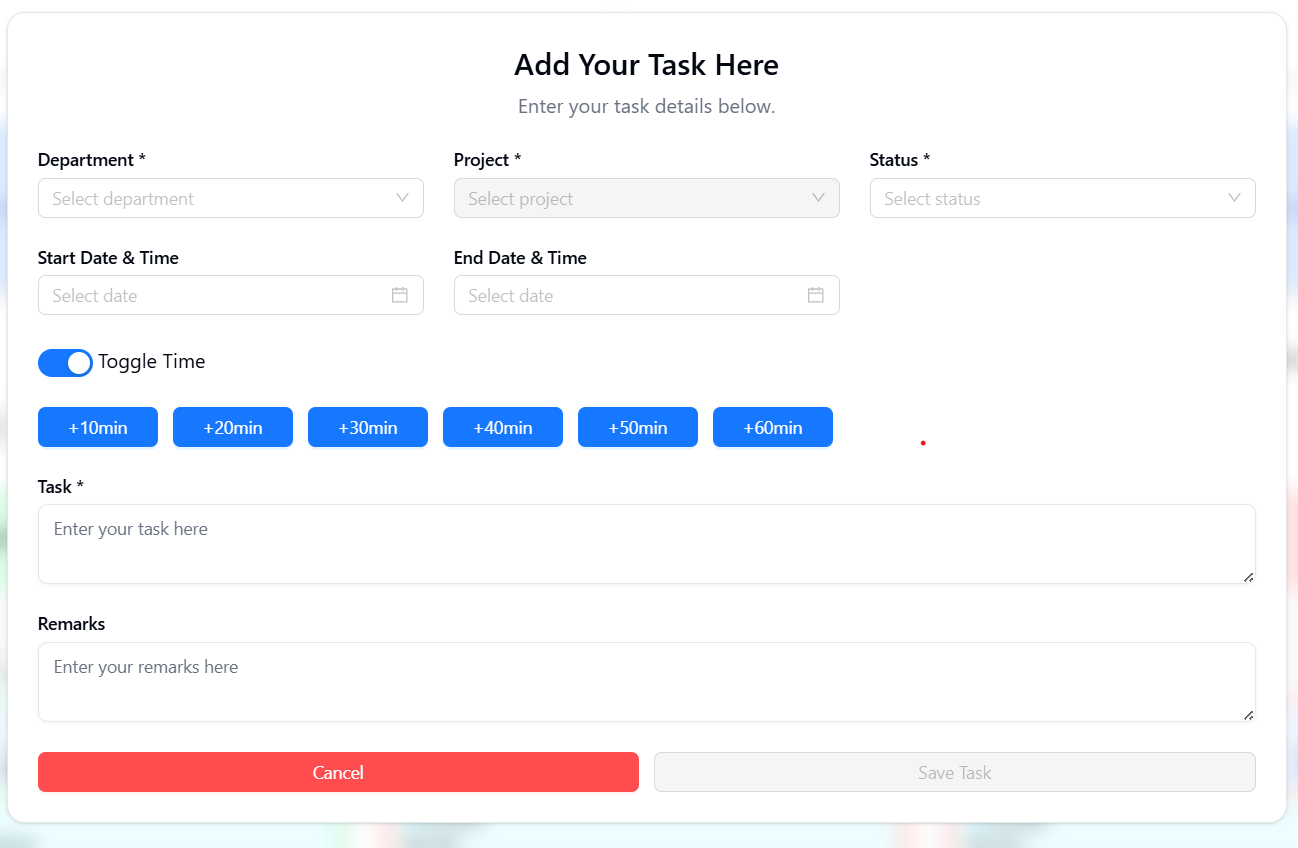 Add Your Task Here
Enter your task details below.
Department * Project * Status *
Select department Select project Select status
Start Date & Time End Date & Time
Select date Select date
Toggle Time
+10min +20min +30min +40min +50min +60min
Task *
Enter your task here
Remarks
Enter your remarks here
Cancel Save Task